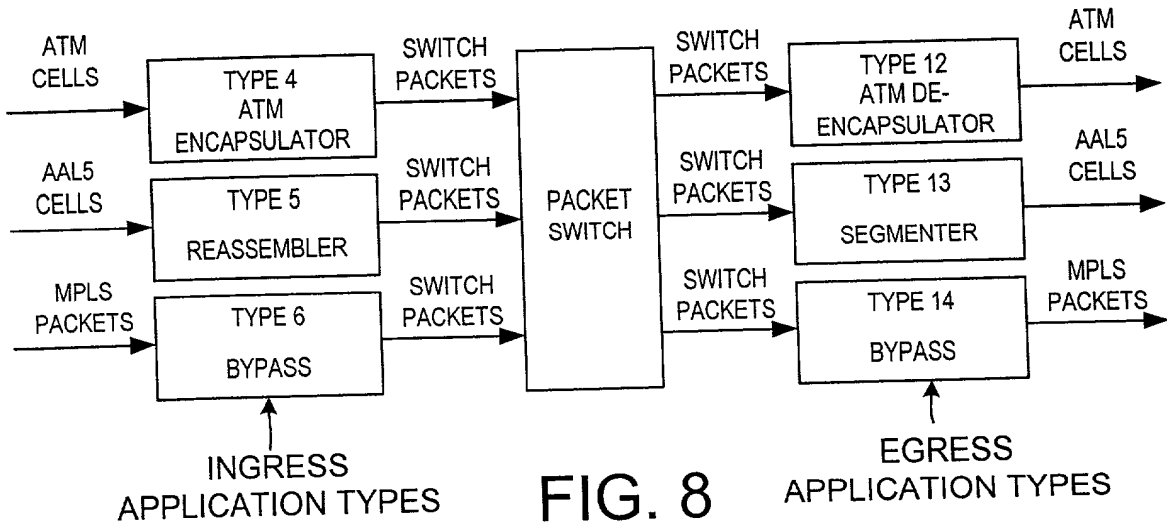 ATM
CELLS
TYPE 4
ATM
ENCAPSULATOR
SWITCH
PACKETS
SWITCH
PACKETS
TYPE 12
ATM DE-
ENCAPSULATOR
ATM
CELLS
AAL5
CELLS
TYPE 5
REASSEMBLER
SWITCH
PACKETS
PACKET
SWITCH
SWITCH
PACKETS
TYPE 13
SEGMENTER
AAL5
CELLS
MPLS
PACKETS
TYPE 6
BYPASS
SWITCH
PACKETS
SWITCH
PACKETS
TYPE 14
BYPASS
MPLS
PACKETS
INGRESS
APPLICATION TYPES
FIG. 8
EGRESS
APPLICATION TYPES